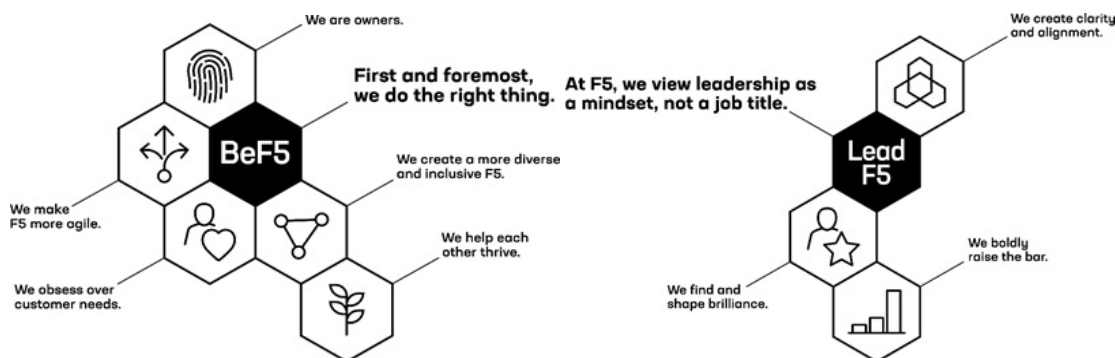 We are owners.
First and foremost,
we do the right thing.
BeF5
We create a more diverse
and inclusive F5.
We make
F5 more agile.
We help each
other thrive.
We obsess over
customer needs.
We create clarity
and alignment.
At F5, we view leadership as
a mindset, not a job title.
Lead
F5
We boldly
raise the bar.
We find and
shape brilliance.